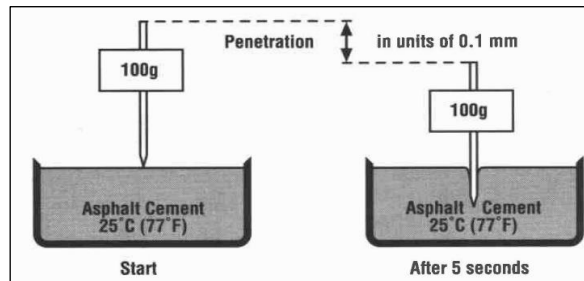 Penetration
in units of 0.1 mm
100g
100g
Asphalt Cement
25˚C (77˚F)
Asphalt Cement
25˚C (77˚F)
Start
After 5 seconds